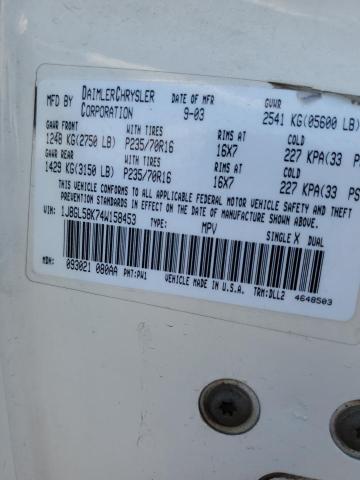 MFD BY DAIMLERCHRYSLER CORPORATION DATE OF MFR 9-03 GVWR 2541 KG(05600 LB)
GAWR FRONT WITH TIRES RIMS AT COLD
1248 KG(2750 LB) P235/70R16 16X7 227 KPA(33
GAWR REAR WITH TIRES RIMS AT COLD
1429 KG(3150 LB) P235/70R16 16X7 227 KPA(33 PS
THIS VEHICLE CONFORMS TO ALL APPLICABLE FEDERAL MOTOR VEHICLE SAFETY, BUMPER, AND THEFT
PREVENTION STANDARDS IN EFFECT ON THE DATE OF MANUFACTURE SHOWN ABOVE.
VIN: 1J8GL58K74W158453 TYPE: MPV SINGLE X DUAL
MDH: 093021 080AA PNT:PW1 VEHICLE MADE IN U.S.A. TRM:DLL2 4648503